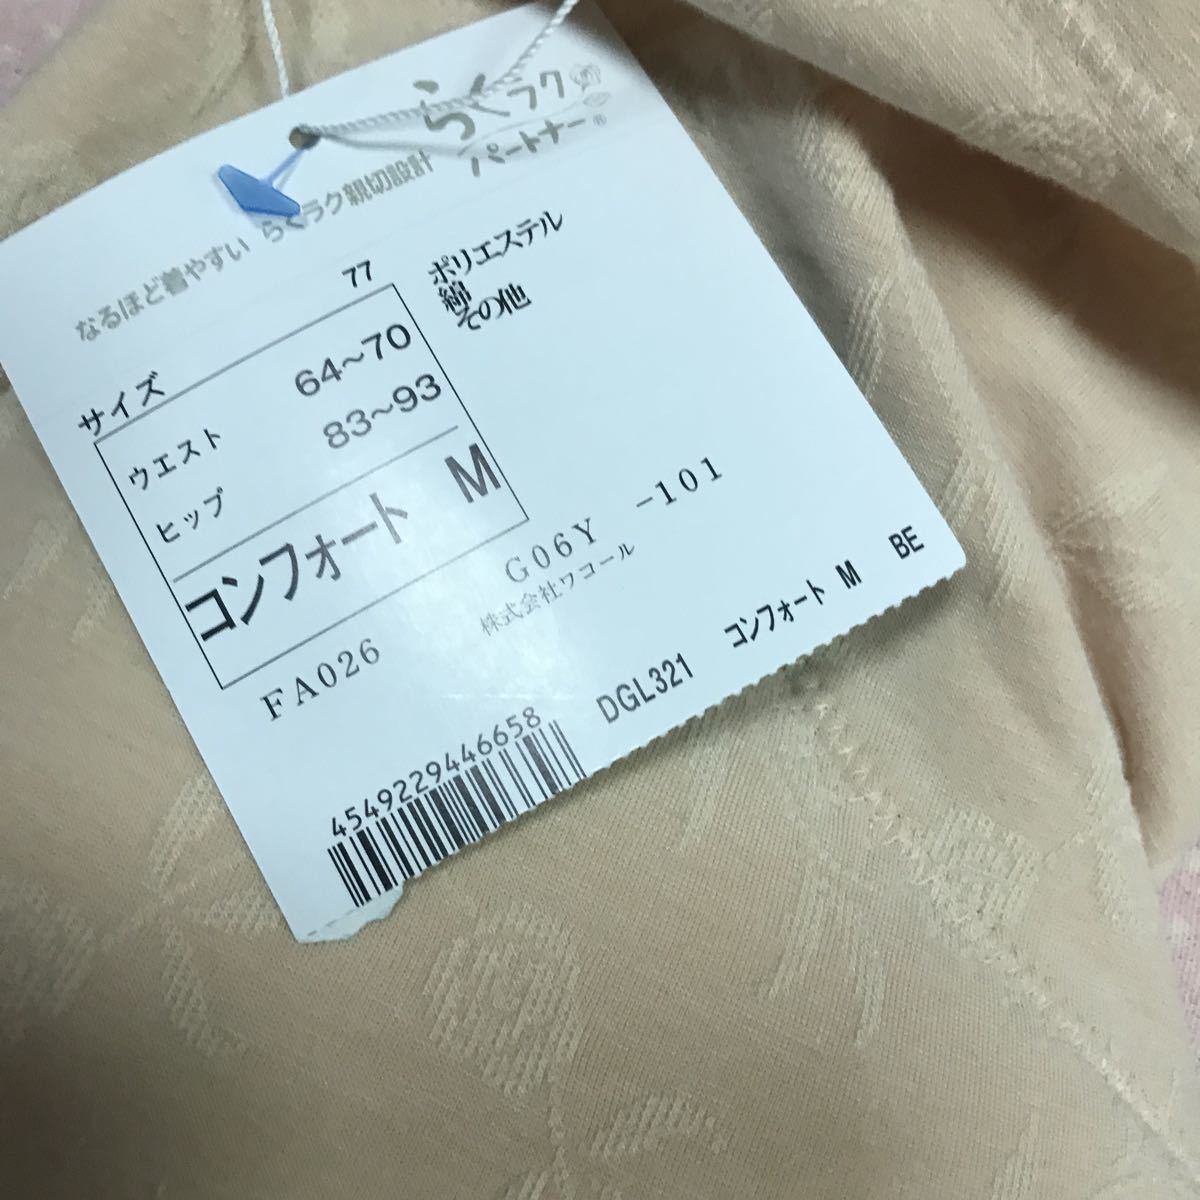 らくラク
パートナー®
なるほど着やすい らくラク親切設計
77
サイズ
ウエスト 64~70
ヒップ 83~93
コンフォート M
ポリエステル
綿
その他
FA026
G06Y -101
株式会社ワコール
4549229446658
DGL321 コンフォート M BE